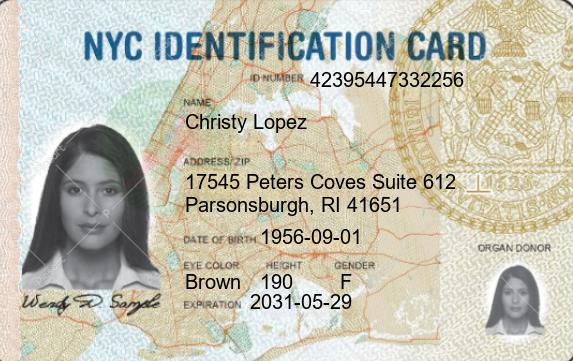 NYC IDENTIFICATION CARD
ID NUMBER 42395447332256
NAME
Christy Lopez
ADDRESS/ZIP
17545 Peters Coves Suite 612
Parsonsburgh, RI 41651
DATE OF BIRTH 1956-09-01
EYE COLOR HEIGHT GENDER
Brown 190 F
EXPIRATION 2031-05-29
Wendy D Sample
ORGAN DONOR